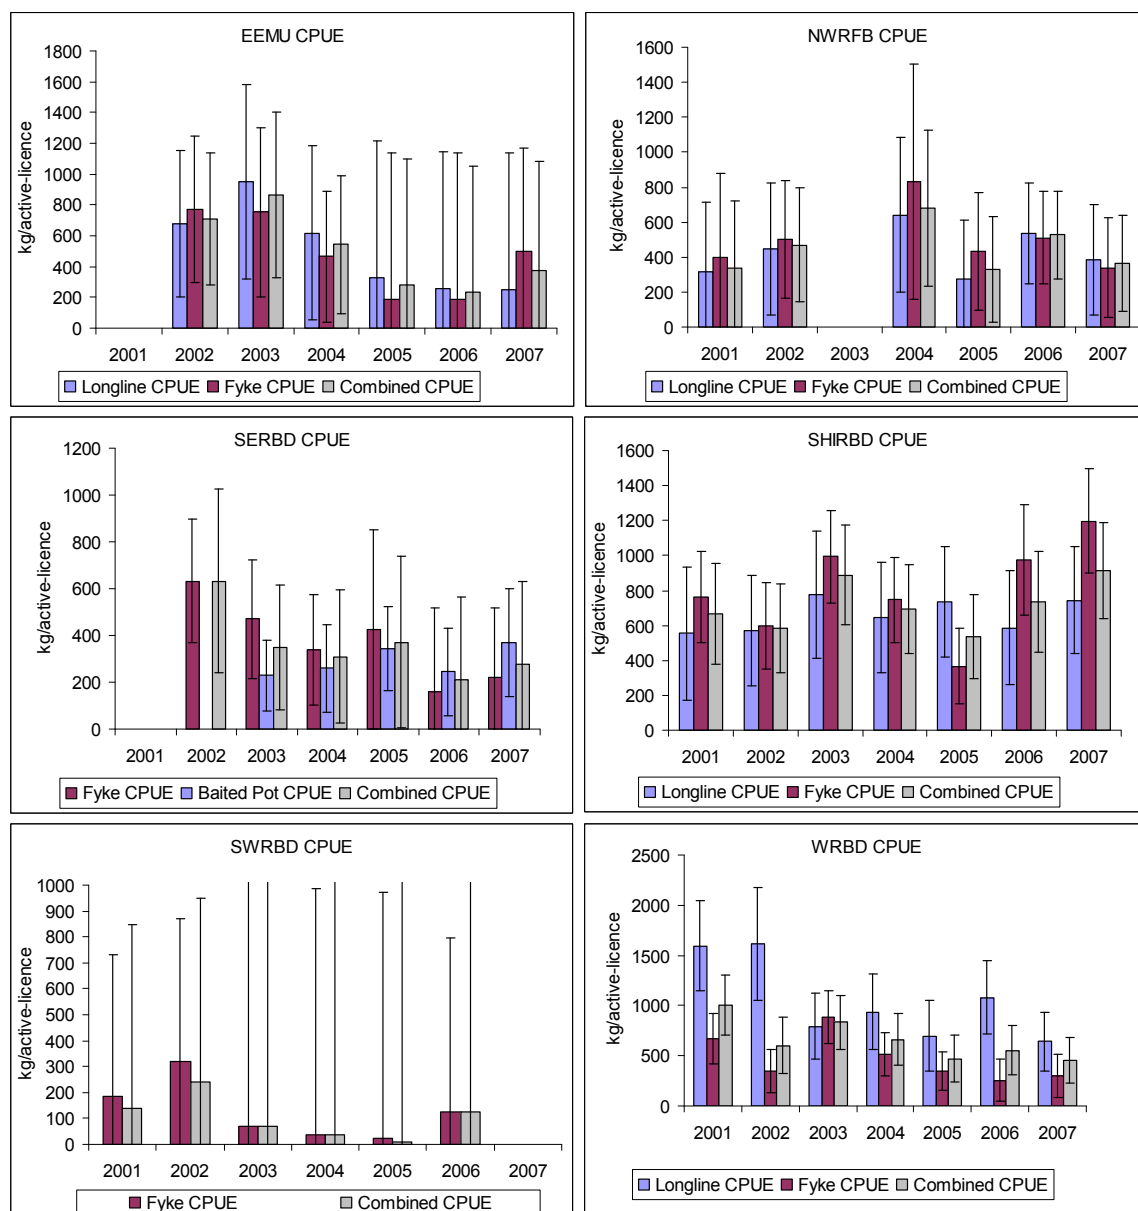 EEMU CPUE
kg/active-licence
1800
1600
1400
1200
1000
800
600
400
200
0
2001 2002 2003 2004 2005 2006 2007
Longline CPUE Fyke CPUE Combined CPUE
NWRFB CPUE
kg/active-licence
1600
1400
1200
1000
800
600
400
200
0
2001 2002 2003 2004 2005 2006 2007
Longline CPUE Fyke CPUE Combined CPUE
SERBD CPUE
kg/active-licence
1200
1000
800
600
400
200
0
2001 2002 2003 2004 2005 2006 2007
Fyke CPUE Baited Pot CPUE Combined CPUE
SHIRBD CPUE
kg/active-licence
1600
1400
1200
1000
800
600
400
200
0
2001 2002 2003 2004 2005 2006 2007
Longline CPUE Fyke CPUE Combined CPUE
SWRBD CPUE
kg/active-licence
1000
900
800
700
600
500
400
300
200
100
0
2001 2002 2003 2004 2005 2006 2007
Fyke CPUE Combined CPUE
WRBD CPUE
kg/active-licence
2500
2000
1500
1000
500
0
2001 2002 2003 2004 2005 2006 2007
Longline CPUE Fyke CPUE Combined CPUE